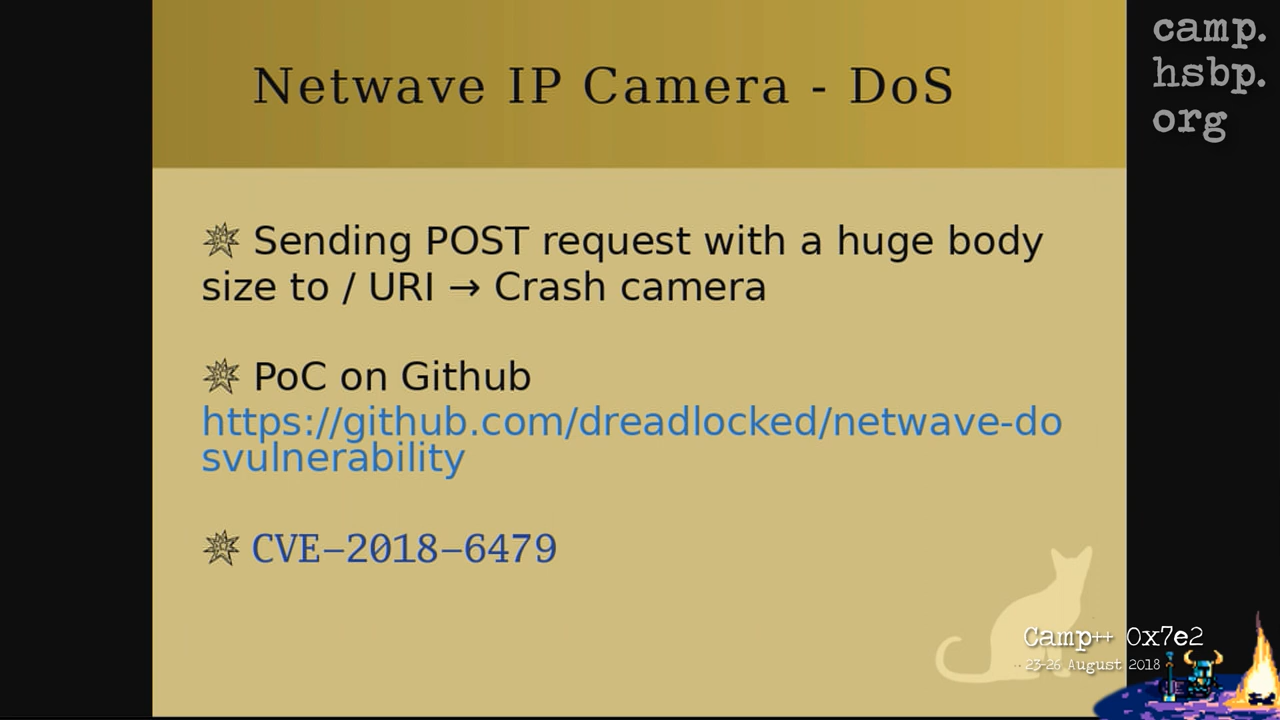 Netwave IP Camera - DoS
camp.
hsbp.
org
Sending POST request with a huge body
size to / URI → Crash camera
PoC on Github
https://github.com/dreadlocked/netwave-do
svulnerability
CVE–2018–6479
Camp++ 0x7e2
23-26 August 2018